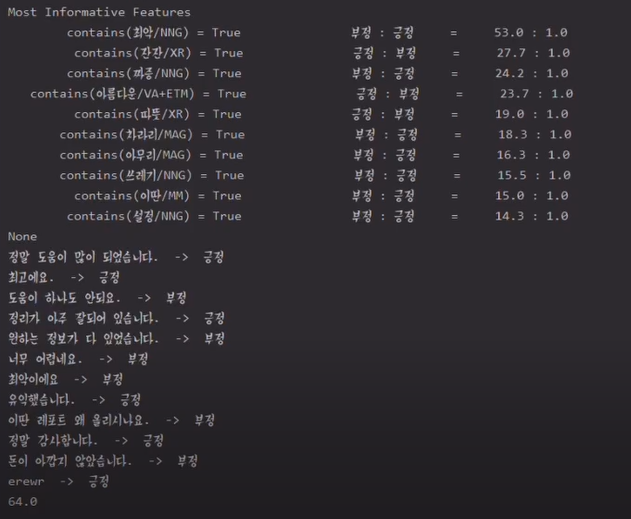 Most Informative Features
contains(최악/NNG) = True 부정 : 긍정 = 53.0 : 1.0
contains(잔잔/XR) = True 긍정 : 부정 = 27.7 : 1.0
contains(짜증/NNG) = True 부정 : 긍정 = 24.2 : 1.0
contains(아름다운/VA+ETM) = True 긍정 : 부정 = 23.7 : 1.0
contains(따뜻/XR) = True 긍정 : 부정 = 19.0 : 1.0
contains(차라리/MAG) = True 부정 : 긍정 = 18.3 : 1.0
contains(아무리/MAG) = True 부정 : 긍정 = 16.3 : 1.0
contains(쓰레기/NNG) = True 부정 : 긍정 = 15.5 : 1.0
contains(이딴/MM) = True 부정 : 긍정 = 15.0 : 1.0
contains(설정/NNG) = True 부정 : 긍정 = 14.3 : 1.0
None
정말 도움이 많이 되었습니다. -> 긍정
최고에요. -> 긍정
도움이 하나도 안되요. -> 부정
정리가 아주 잘되어 있습니다. -> 긍정
원하는 정보가 다 있었습니다. -> 부정
너무 어렵네요. -> 부정
최악이에요 -> 부정
유익했습니다. -> 긍정
이딴 레포트 왜 올리시나요. -> 부정
정말 감사합니다. -> 긍정
돈이 아깝지 않았습니다. -> 부정
erewr -> 긍정
64.0